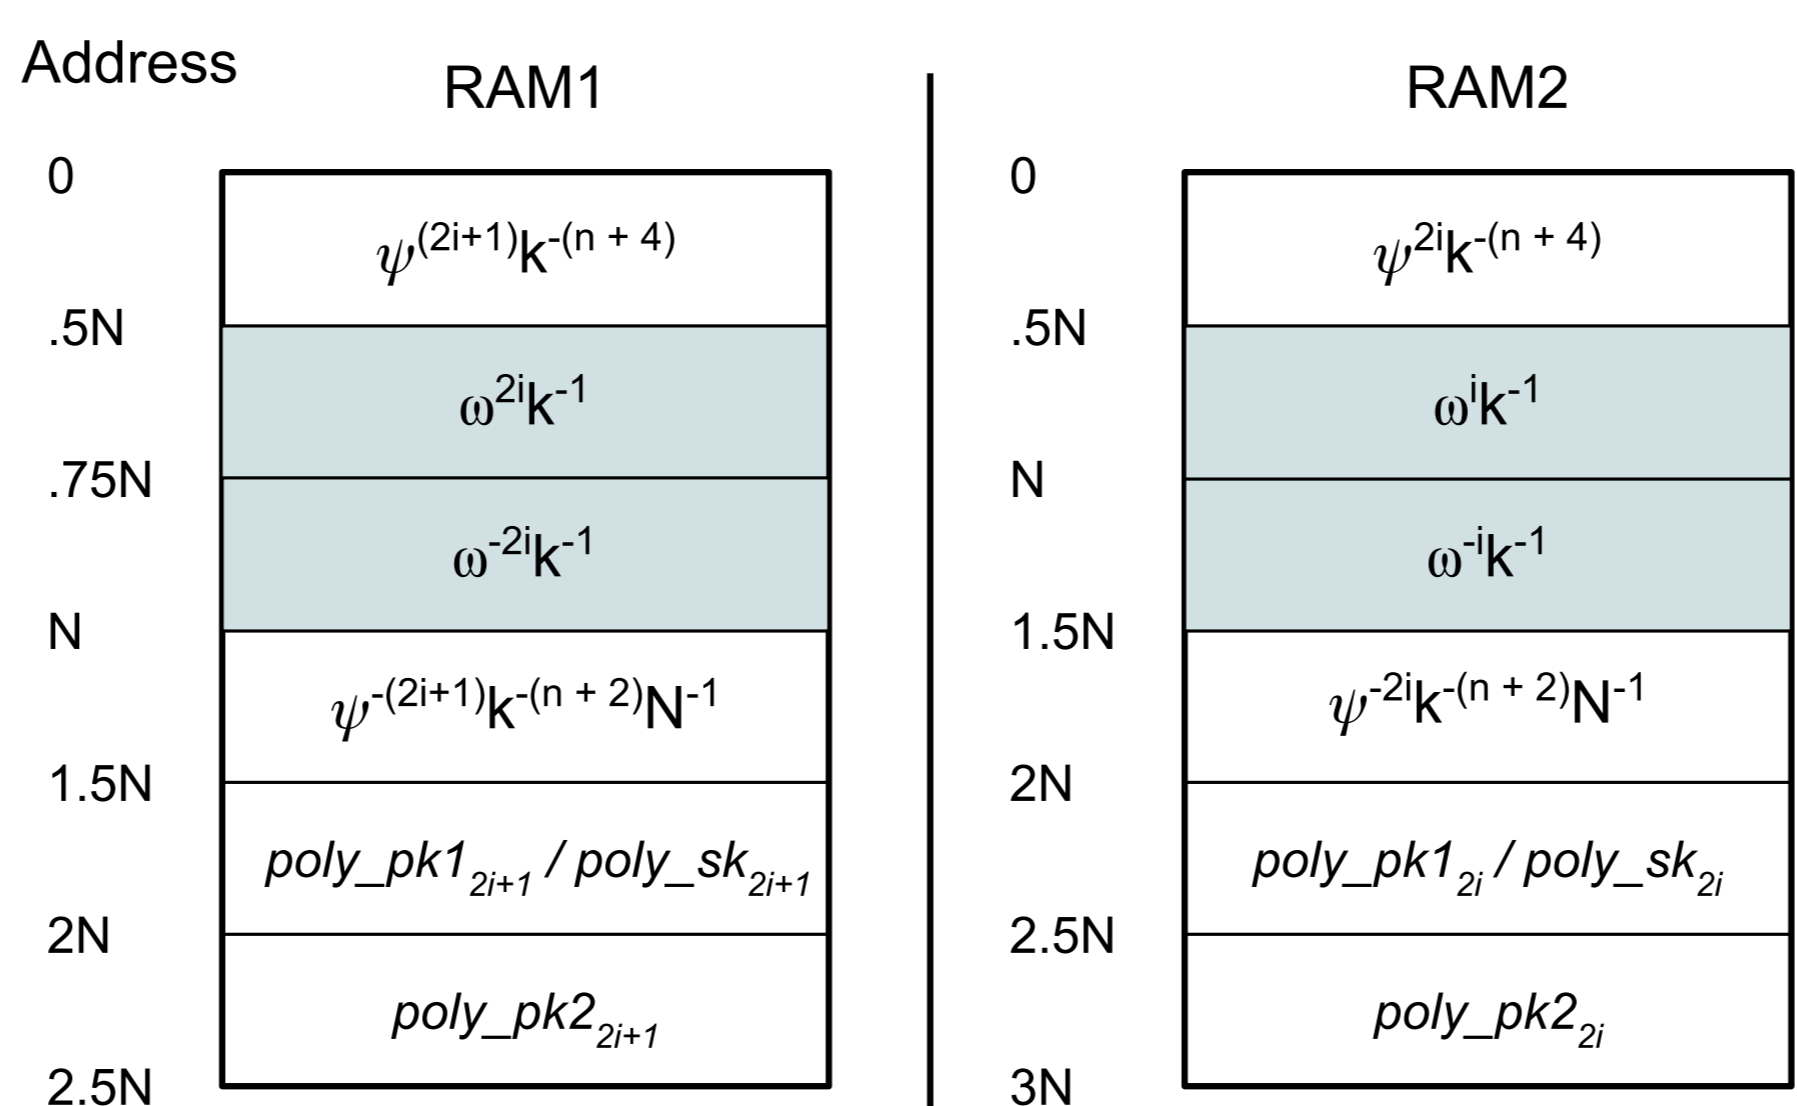 Address
RAM1
RAM2
0
0
ψ^(2i+1)k^-(n + 4)
ψ^2ik^-(n + 4)
.5N
.5N
ω^2ik^-1
ω^ik^-1
.75N
N
ω^-2ik^-1
ω^-ik^-1
N
1.5N
ψ^-(2i+1)k^-(n + 2)N^-1
ψ^-2ik^-(n + 2)N^-1
1.5N
2N
poly_pk1_2i+1 / poly_sk_2i+1
poly_pk1_2i / poly_sk_2i
2N
2.5N
poly_pk2_2i+1
poly_pk2_2i
2.5N
3N